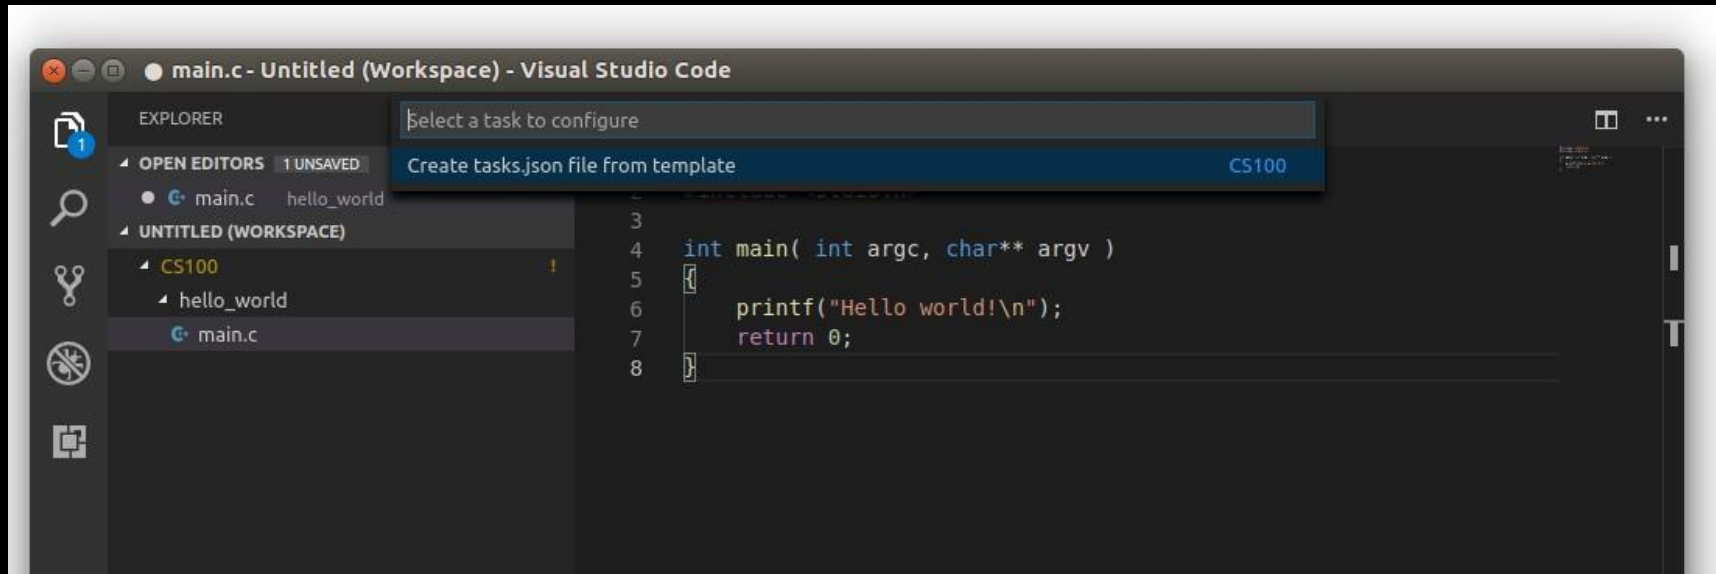 main.c - Untitled (Workspace) - Visual Studio Code
EXPLORER
Select a task to configure
Create tasks.json file from template CS100
OPEN EDITORS 1 UNSAVED
main.c hello_world
UNTITLED (WORKSPACE)
CS100 !
hello_world
main.c
1
2
3
4 int main( int argc, char** argv )
5 {
6 printf("Hello world!\n");
7 return 0;
8 }